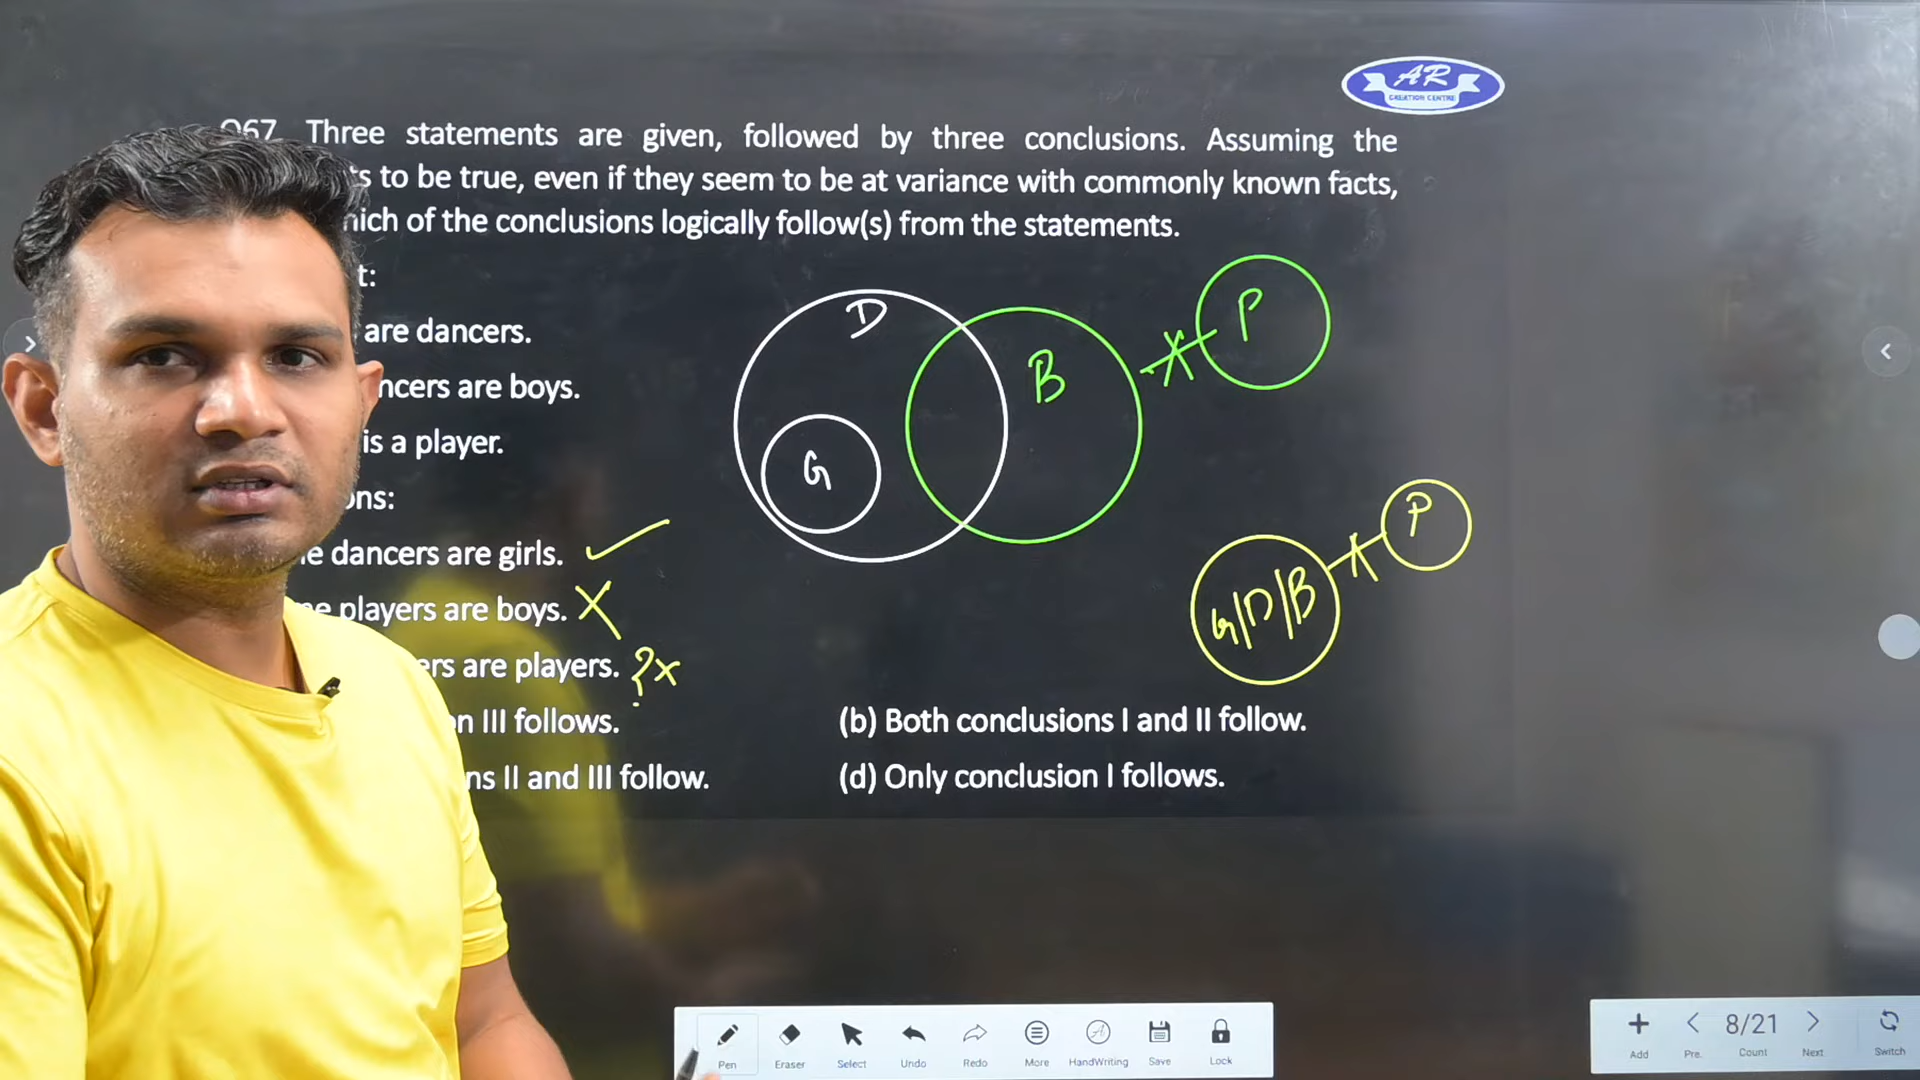 AR
CREATION CENTRE
Q67. Three statements are given, followed by three conclusions. Assuming the
ts to be true, even if they seem to be at variance with commonly known facts,
hich of the conclusions logically follow(s) from the statements.
t:
are dancers.
ncers are boys.
is a player.
ons:
e dancers are girls.
ne players are boys. X
ers are players. ?x
n III follows.
(b) Both conclusions I and II follow.
ns II and III follow.
(d) Only conclusion I follows.
D
B
P
G
P
G/D/B
Pen
Eraser
Select
Undo
Redo
More
HandWriting
Save
Lock
Add
Pre.
8/21
Count
Next
Switch